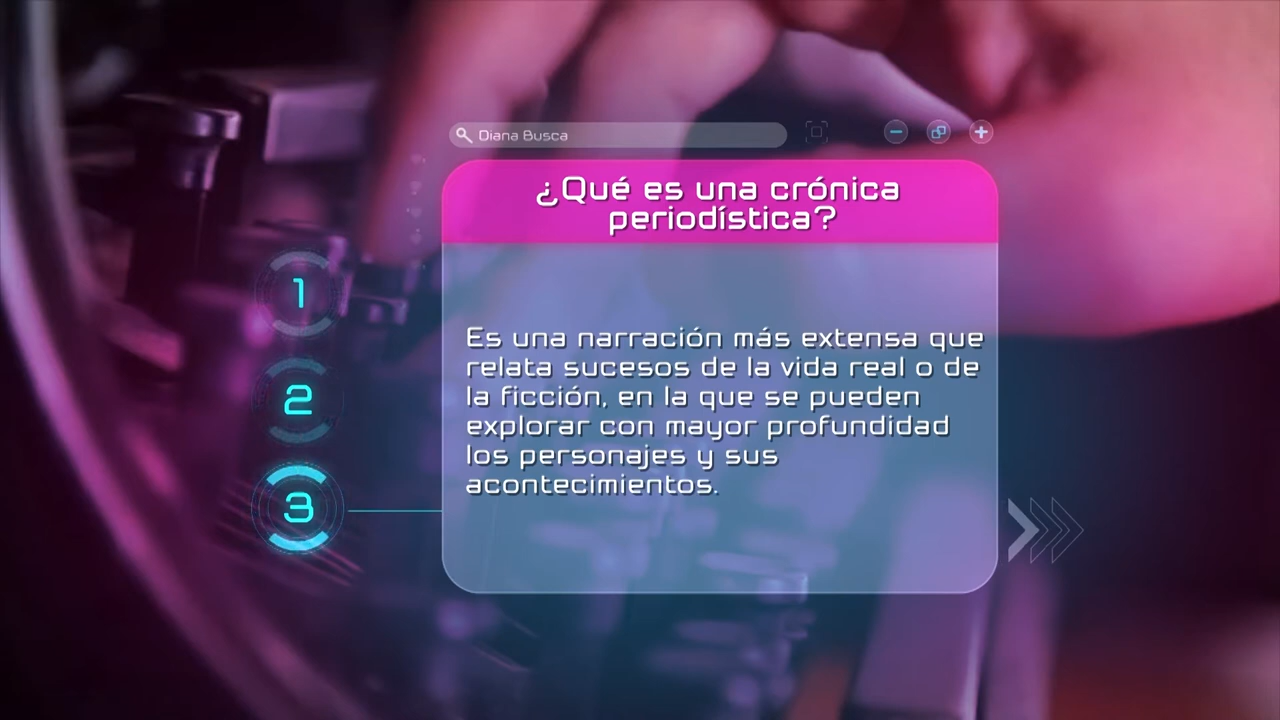 Diana Busca
¿Qué es una crónica
periodística?
1
2
3
Es una narración más extensa que
relata sucesos de la vida real o de
la ficción, en la que se pueden
explorar con mayor profundidad
los personajes y sus
acontecimientos.